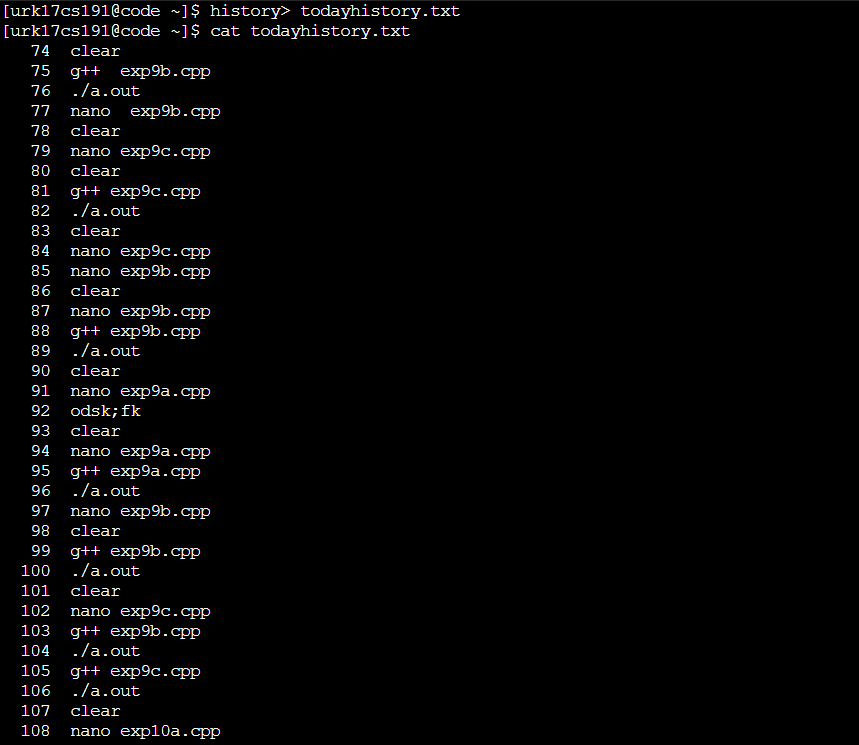 [urk17cs191@code ~]$ history> todayhistory.txt
[urk17cs191@code ~]$ cat todayhistory.txt
   74  clear
   75  g++  exp9b.cpp
   76  ./a.out
   77  nano  exp9b.cpp
   78  clear
   79  nano exp9c.cpp
   80  clear
   81  g++ exp9c.cpp
   82  ./a.out
   83  clear
   84  nano exp9c.cpp
   85  nano exp9b.cpp
   86  clear
   87  nano exp9b.cpp
   88  g++ exp9b.cpp
   89  ./a.out
   90  clear
   91  nano exp9a.cpp
   92  odsk;fk
   93  clear
   94  nano exp9a.cpp
   95  g++ exp9a.cpp
   96  ./a.out
   97  nano exp9b.cpp
   98  clear
   99  g++ exp9b.cpp
  100  ./a.out
  101  clear
  102  nano exp9c.cpp
  103  g++ exp9b.cpp
  104  ./a.out
  105  g++ exp9c.cpp
  106  ./a.out
  107  clear
  108  nano exp10a.cpp